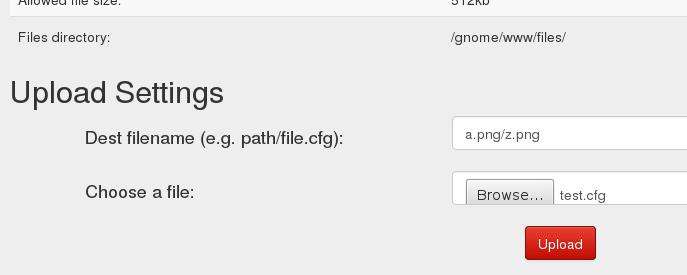 Allowed file size: 512kb
Files directory: /gnome/www/files/
Upload Settings
Dest filename (e.g. path/file.cfg): a.png/z.png
Choose a file: Browse... test.cfg
Upload